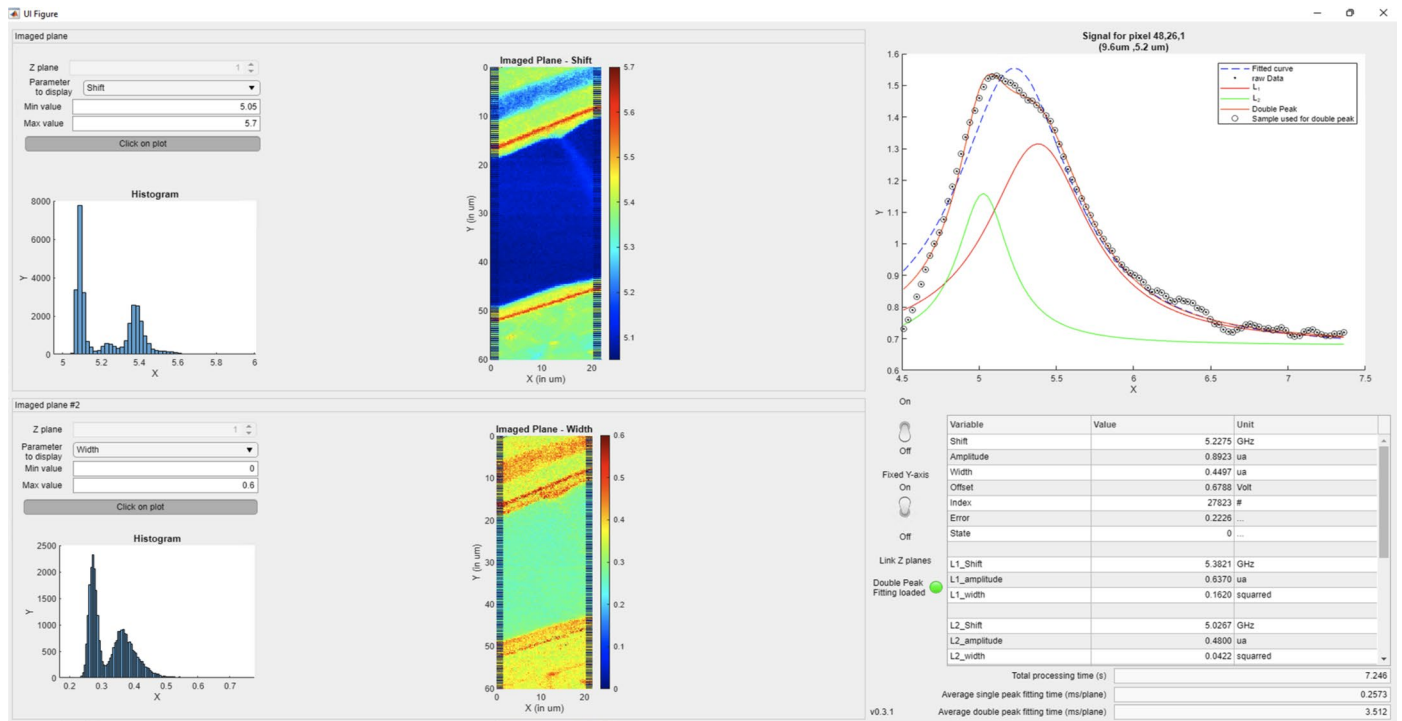 UI Figure
Imaged plane
Z plane 1
Parameter to display Shift
Min value 5.05
Max value 5.7
Click on plot
Histogram
8000
6000
4000
2000
0
Y
5 5.2 5.4 5.6 5.8 6
X
Imaged Plane - Shift
0
10
20
30
40
50
60
Y (in um)
0 10 20
X (in um)
5.7
5.6
5.5
5.4
5.3
5.2
5.1
Imaged plane #2
Z plane 1
Parameter to display Width
Min value 0
Max value 0.6
Click on plot
Histogram
2500
2000
1500
1000
500
0
Y
0.2 0.3 0.4 0.5 0.6 0.7
X
Imaged Plane - Width
0
10
20
30
40
50
60
Y (in um)
0 10 20
X (in um)
0.6
0.5
0.4
0.3
0.2
0.1
0
Signal for pixel 48,26,1
(9.6um ,5.2 um)
Fitted curve
raw Data
L₁
L₂
Double Peak
Sample used for double peak
1.6
1.5
1.4
1.3
1.2
1.1
1
0.9
0.8
0.7
0.6
Y
4.5 5 5.5 6 6.5 7 7.5
X
On
Off
Fixed Y-axis
On
Off
Link Z planes
Double Peak
Fitting loaded
Variable Value Unit
Shift 5.2275 GHz
Amplitude 0.8923 ua
Width 0.4497 ua
Offset 0.6788 Volt
Index 27823 #
Error 0.2226 ...
State 0 ...
L1_Shift 5.3821 GHz
L1_amplitude 0.6370 ua
L1_width 0.1620 squarred
L2_Shift 5.0267 GHz
L2_amplitude 0.4800 ua
L2_width 0.0422 squarred
Total processing time (s) 7.246
Average single peak fitting time (ms/plane) 0.2573
v0.3.1 Average double peak fitting time (ms/plane) 3.512